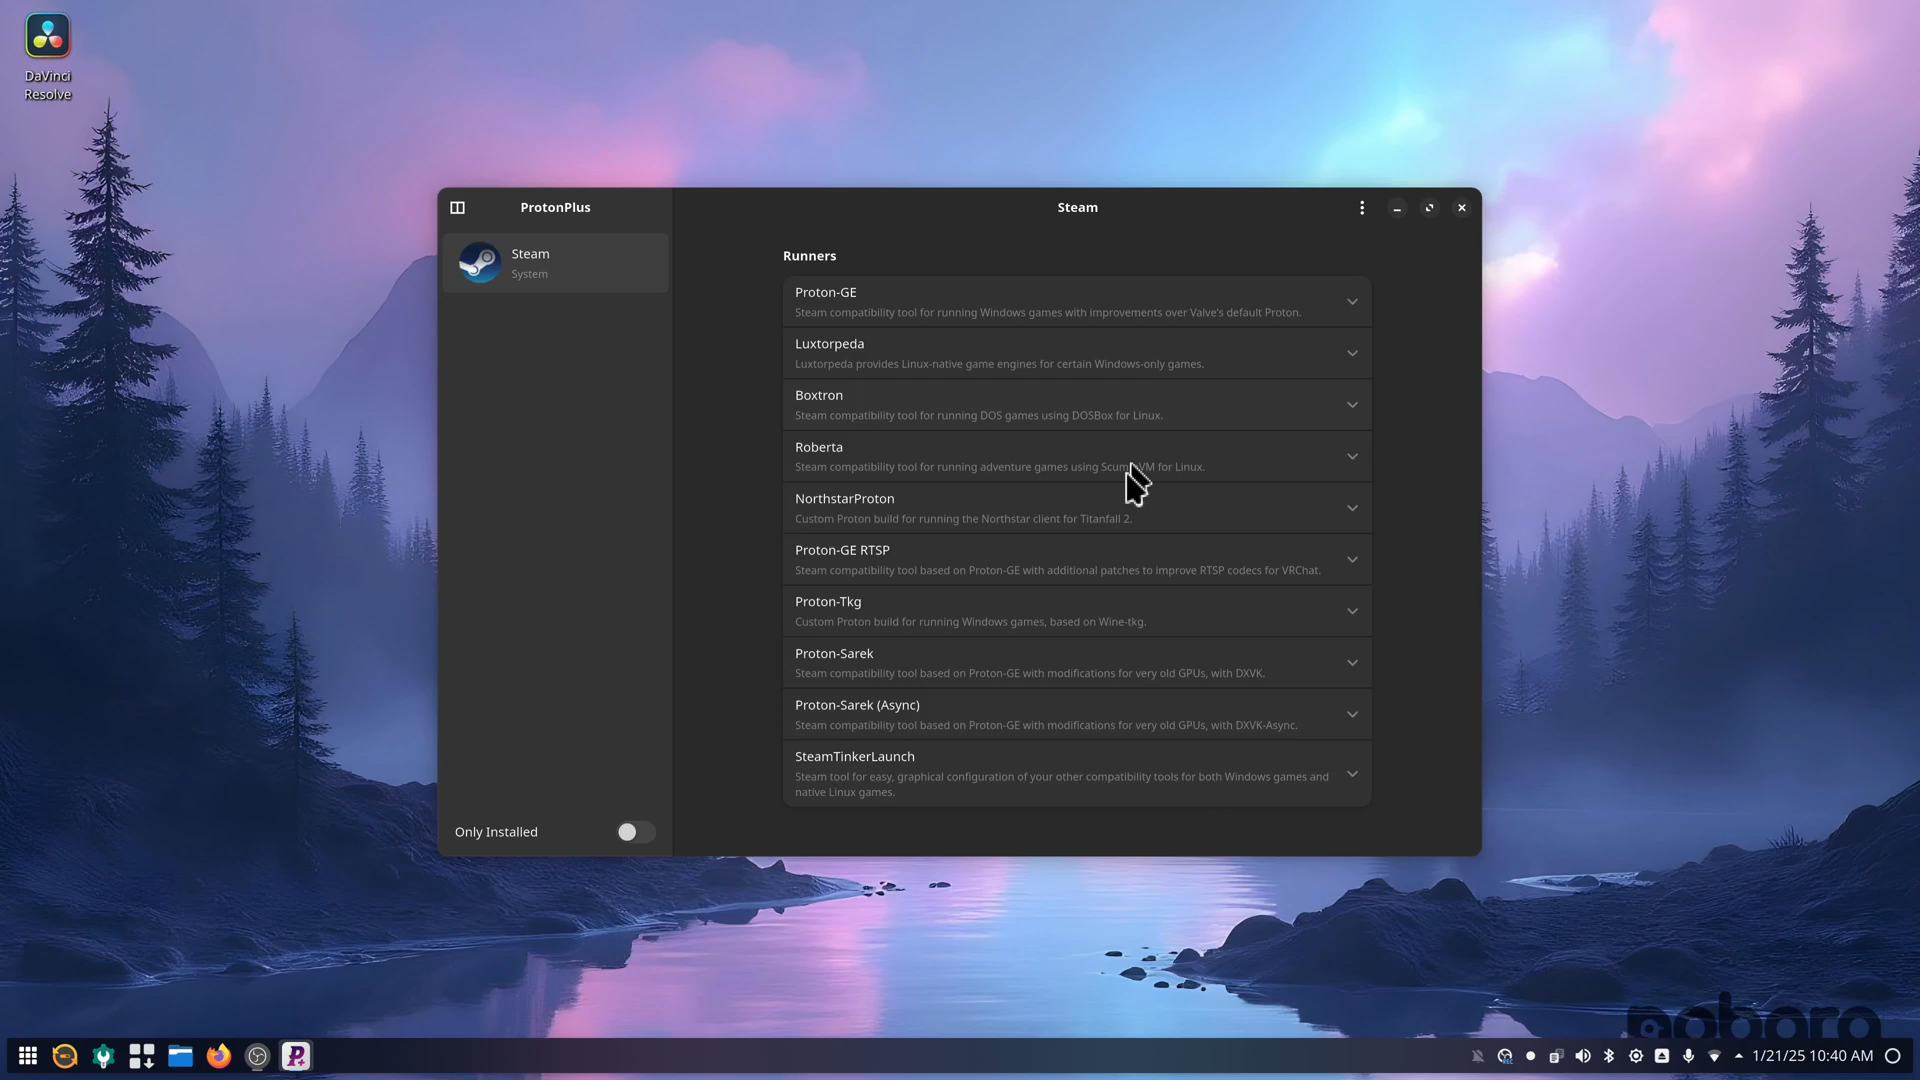 DaVinci
Resolve
ProtonPlus
Steam
Steam
System
Runners
Proton-GE
Steam compatibility tool for running Windows games with improvements over Valve's default Proton.
Luxtorpeda
Luxtorpeda provides Linux-native game engines for certain Windows-only games.
Boxtron
Steam compatibility tool for running DOS games using DOSBox for Linux.
Roberta
Steam compatibility tool for running adventure games using ScummVM for Linux.
NorthstarProton
Custom Proton build for running the Northstar client for Titanfall 2.
Proton-GE RTSP
Steam compatibility tool based on Proton-GE with additional patches to improve RTSP codecs for VRChat.
Proton-Tkg
Custom Proton build for running Windows games, based on Wine-tkg.
Proton-Sarek
Steam compatibility tool based on Proton-GE with modifications for very old GPUs, with DXVK.
Proton-Sarek (Async)
Steam compatibility tool based on Proton-GE with modifications for very old GPUs, with DXVK-Async.
SteamTinkerLaunch
Steam tool for easy, graphical configuration of your other compatibility tools for both Windows games and
native Linux games.
Only Installed
nobara
1/21/25 10:40 AM